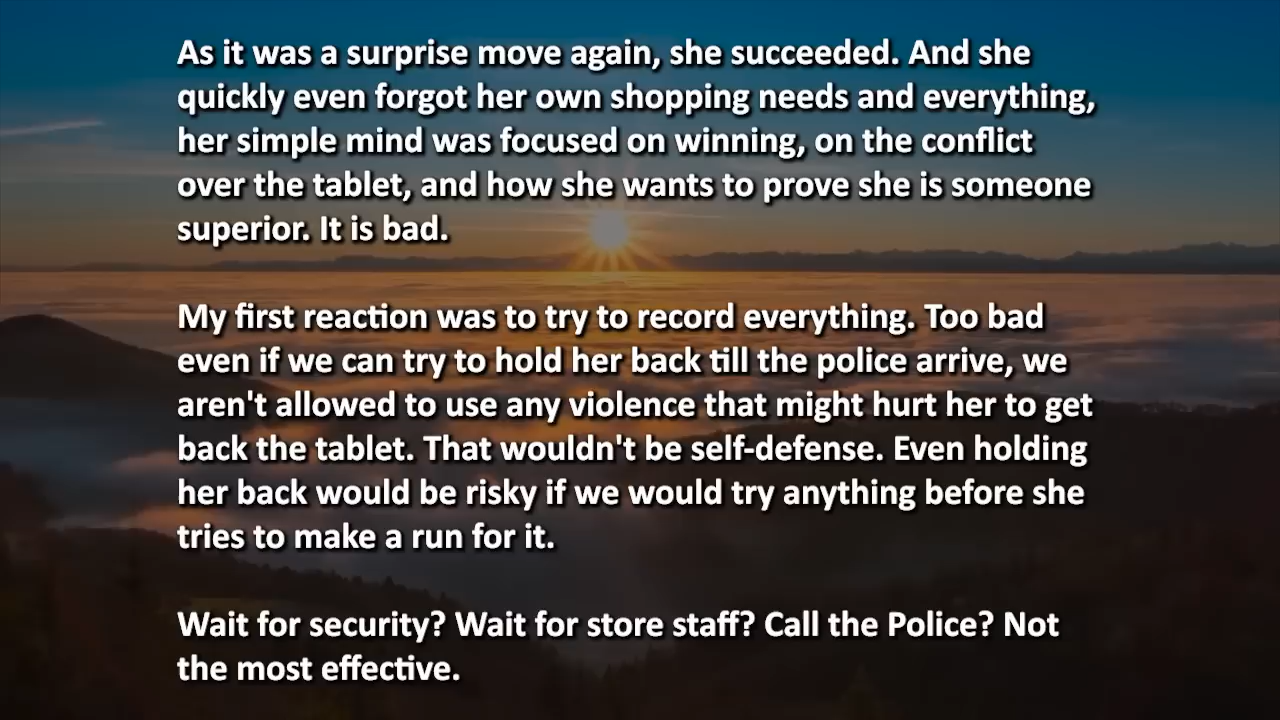 As it was a surprise move again, she succeeded. And she
quickly even forgot her own shopping needs and everything,
her simple mind was focused on winning, on the conflict
over the tablet, and how she wants to prove she is someone
superior. It is bad.
My first reaction was to try to record everything. Too bad
even if we can try to hold her back till the police arrive, we
aren't allowed to use any violence that might hurt her to get
back the tablet. That wouldn't be self-defense. Even holding
her back would be risky if we would try anything before she
tries to make a run for it.
Wait for security? Wait for store staff? Call the Police? Not
the most effective.